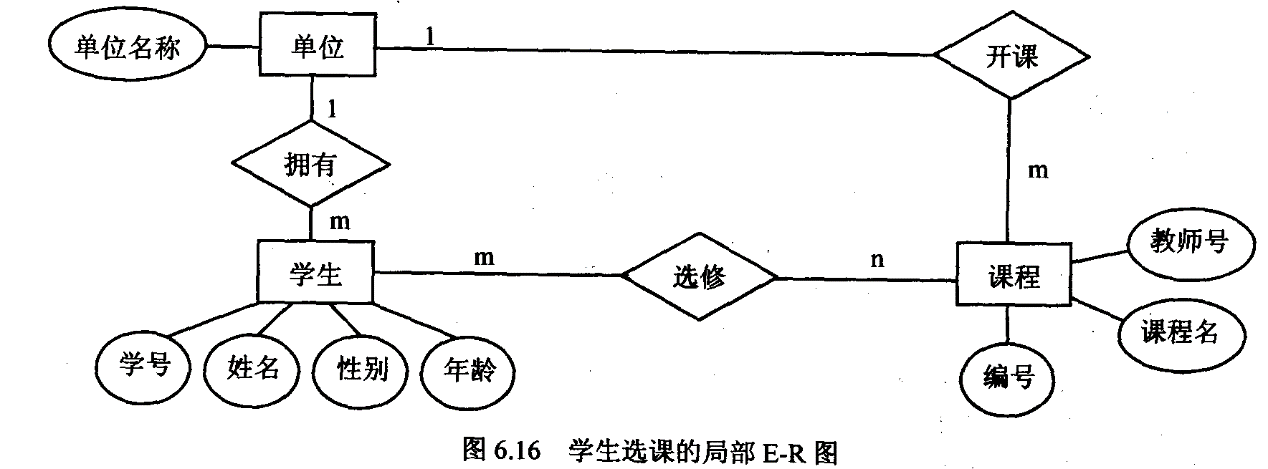 单位名称
单位
1
开课
1
拥有
m
m
学生
m
选修
n
课程
教师号
课程名
学号
姓名
性别
年龄
编号
图 6.16 学生选课的局部 E-R 图